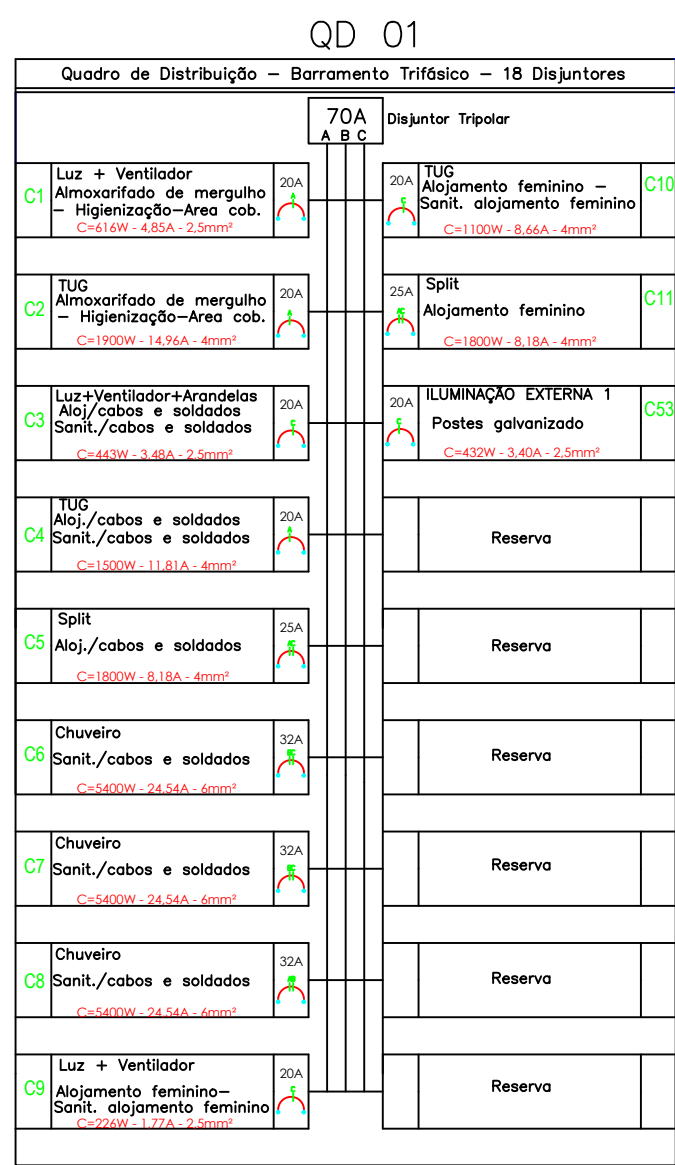 QD 01
Quadro de Distribuição - Barramento Trifásico - 18 Disjuntores
70A
A B C
Disjuntor Tripolar
C1
Luz + Ventilador
Almoxarifado de mergulho
- Higienização-Area cob.
C=616W - 4,85A - 2,5mm²
20A
A
C2
TUG
Almoxarifado de mergulho
- Higienização-Area cob.
C=1900W - 14,96A - 4mm²
20A
A
C3
Luz+Ventilador+Arandelas
Aloj/cabos e soldados
Sanit./cabos e soldados
C=443W - 3,48A - 2,5mm²
20A
C
C4
TUG
Aloj./cabos e soldados
Sanit./cabos e soldados
C=1500W - 11,81A - 4mm²
20A
A
C5
Split
Aloj./cabos e soldados
C=1800W - 8,18A - 4mm²
25A
C6
Chuveiro
Sanit./cabos e soldados
C=5400W - 24,54A - 6mm²
32A
C7
Chuveiro
Sanit./cabos e soldados
C=5400W - 24,54A - 6mm²
32A
C8
Chuveiro
Sanit./cabos e soldados
C=5400W - 24,54A - 6mm²
32A
C9
Luz + Ventilador
Alojamento feminino-
Sanit. alojamento feminino
C=226W - 1,77A - 2,5mm²
20A
C
20A
C
TUG
Alojamento feminino -
Sanit. alojamento feminino
C=1100W - 8,66A - 4mm²
C10
25A
Split
Alojamento feminino
C=1800W - 8,18A - 4mm²
C11
20A
C
ILUMINAÇÃO EXTERNA 1
Postes galvanizado
C=432W - 3,40A - 2,5mm²
C53
Reserva
Reserva
Reserva
Reserva
Reserva
Reserva